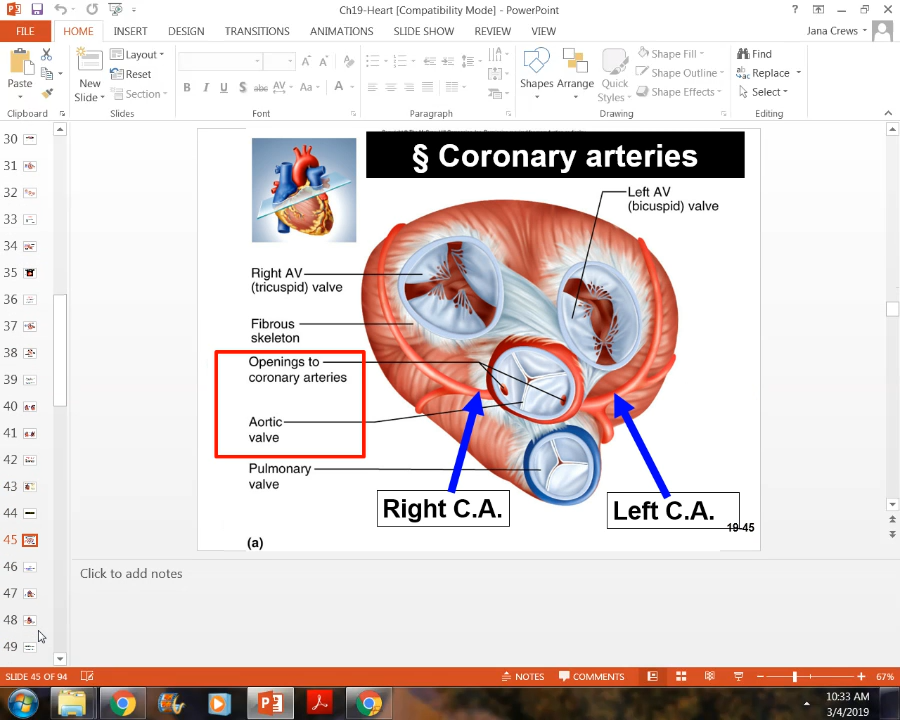 Ch19-Heart [Compatibility Mode] - PowerPoint
FILE HOME INSERT DESIGN TRANSITIONS ANIMATIONS SLIDE SHOW REVIEW VIEW
Jana Crews
Paste
New
Slide
Layout
Reset
Section
B I U S abc AV Aa A
Shapes
Arrange
Quick
Styles
Shape Fill
Shape Outline
Shape Effects
Find
Replace
Select
Clipboard
Slides
Font
Paragraph
Drawing
Editing
30
31
32
33
34
35
36
37
38
39
40
41
42
43
44
45
46
47
48
49
§ Coronary arteries
Left AV
(bicuspid) valve
Right AV
(tricuspid) valve
Fibrous
skeleton
Openings to
coronary arteries
Aortic
valve
Pulmonary
valve
Right C.A.
Left C.A.
19-45
(a)
Click to add notes
SLIDE 45 OF 94
NOTES
COMMENTS
67%
10:33 AM
3/4/2019